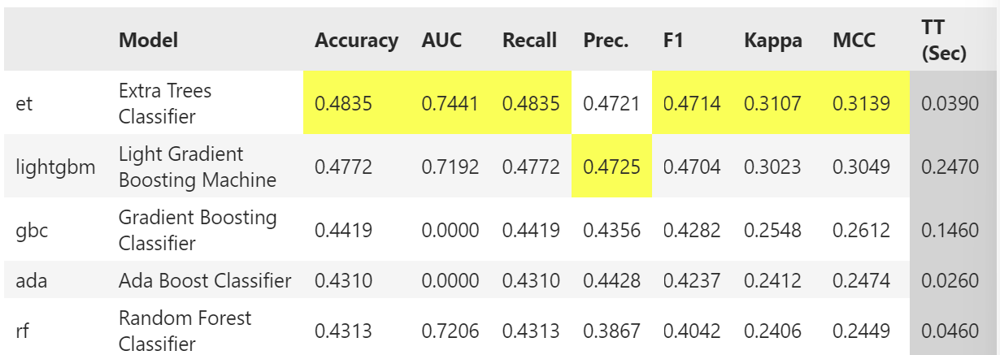 Model Accuracy AUC Recall Prec. F1 Kappa MCC TT (Sec)
et Extra Trees Classifier 0.4835 0.7441 0.4835 0.4721 0.4714 0.3107 0.3139 0.0390
lightgbm Light Gradient Boosting Machine 0.4772 0.7192 0.4772 0.4725 0.4704 0.3023 0.3049 0.2470
gbc Gradient Boosting Classifier 0.4419 0.0000 0.4419 0.4356 0.4282 0.2548 0.2612 0.1460
ada Ada Boost Classifier 0.4310 0.0000 0.4310 0.4428 0.4237 0.2412 0.2474 0.0260
rf Random Forest Classifier 0.4313 0.7206 0.4313 0.3867 0.4042 0.2406 0.2449 0.0460